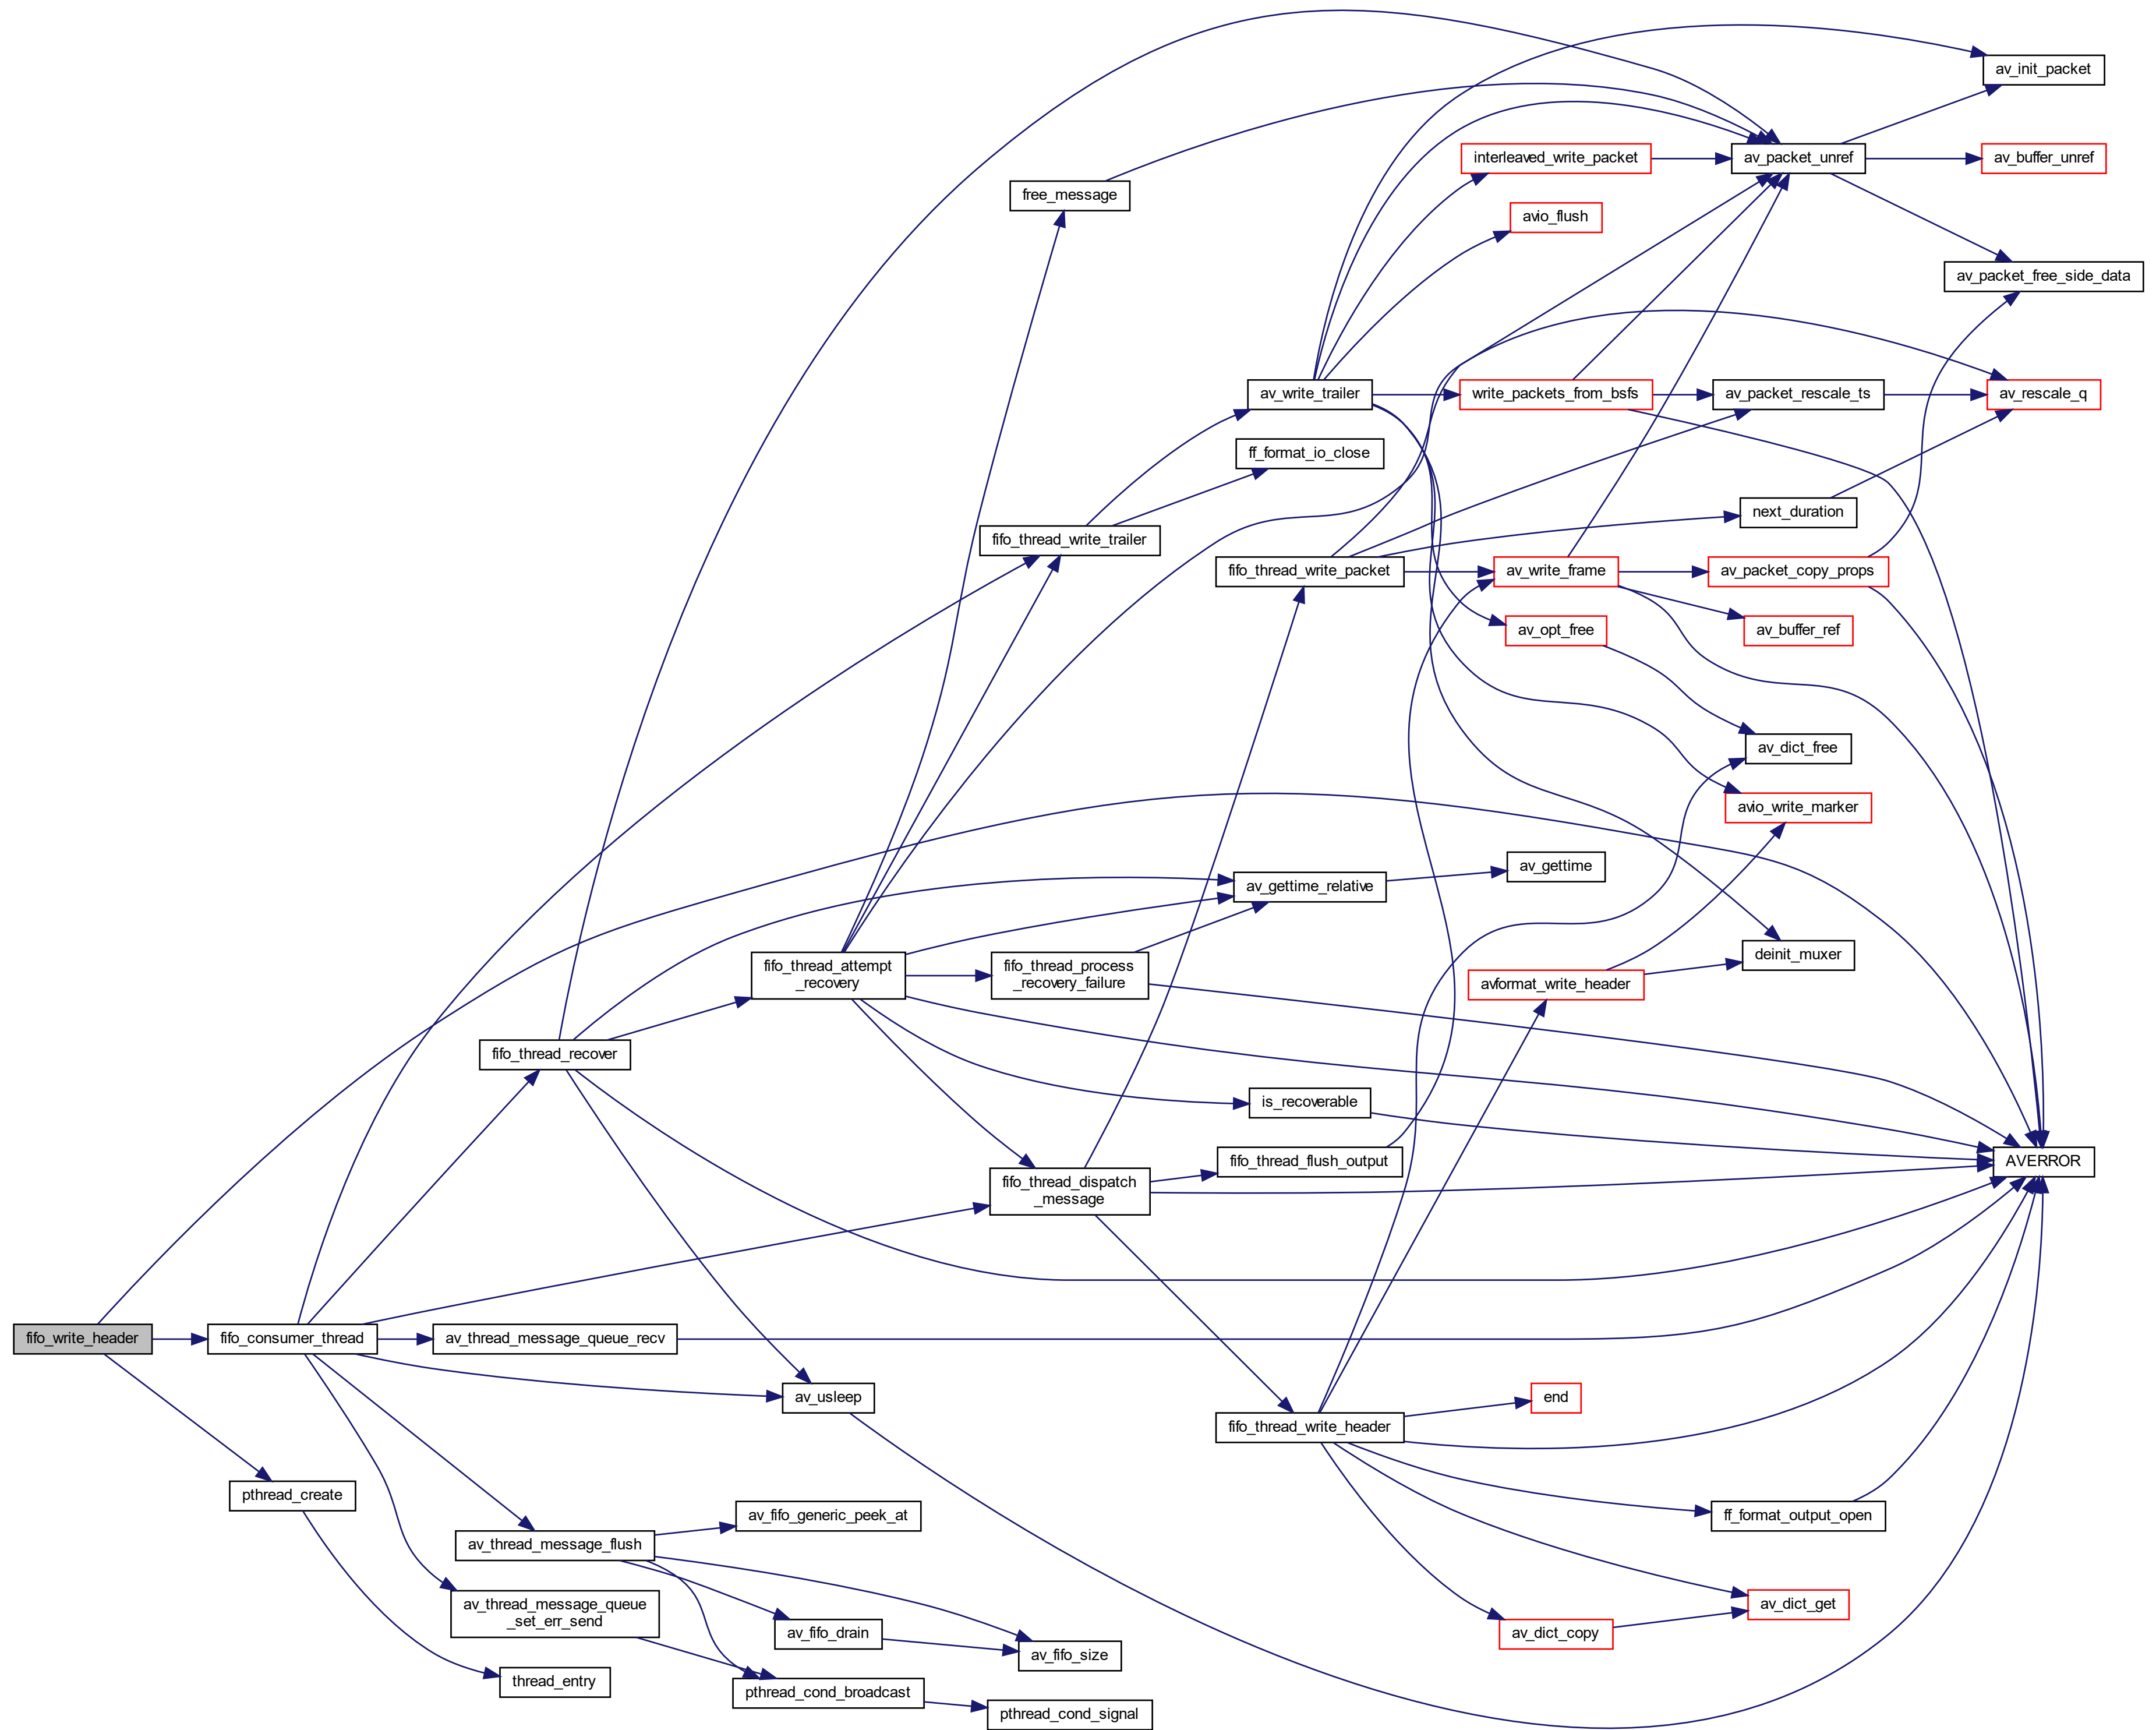 av_init_packet
interleaved_write_packet
av_packet_unref
av_buffer_unref
free_message
avio_flush
av_packet_free_side_data
av_write_trailer
write_packets_from_bsfs
av_packet_rescale_ts
av_rescale_q
ff_format_io_close
next_duration
fifo_thread_write_trailer
fifo_thread_write_packet
av_write_frame
av_packet_copy_props
av_opt_free
av_buffer_ref
av_dict_free
avio_write_marker
av_gettime
av_gettime_relative
deinit_muxer
fifo_thread_attempt
_recovery
fifo_thread_process
_recovery_failure
avformat_write_header
fifo_thread_recover
is_recoverable
fifo_thread_flush_output
AVERROR
fifo_thread_dispatch
_message
fifo_write_header
fifo_consumer_thread
av_thread_message_queue_recv
av_usleep
end
fifo_thread_write_header
pthread_create
av_fifo_generic_peek_at
ff_format_output_open
av_thread_message_flush
av_thread_message_queue
_set_err_send
av_dict_get
av_fifo_drain
av_dict_copy
av_fifo_size
thread_entry
pthread_cond_broadcast
pthread_cond_signal